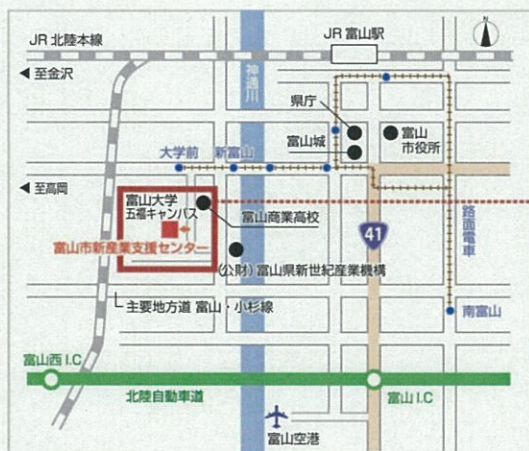 N
JR 北陸本線
JR 富山駅
至金沢
神通川
県庁
富山城
富山
市役所
大学前
新富山
至高岡
富山大学
五福キャンパス
富山商業高校
富山市新産業支援センター
41
路面電車
(公財)富山県新世紀産業機構
主要地方道 富山・小杉線
南富山
富山西 I.C
北陸自動車道
富山 I.C
富山空港